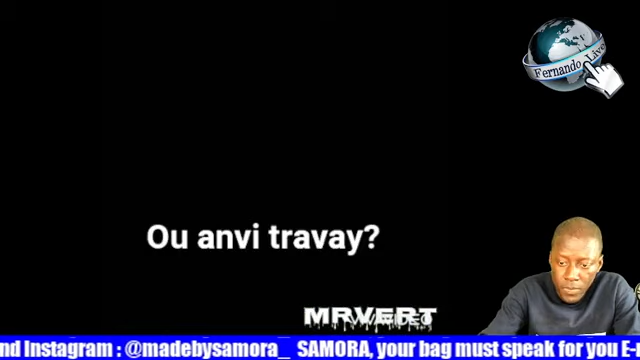 Fernando Live
Ou anvi travay?
MRVERT
nd Instagram : @madebysamora_ SAMORA, your bag must speak for you E-